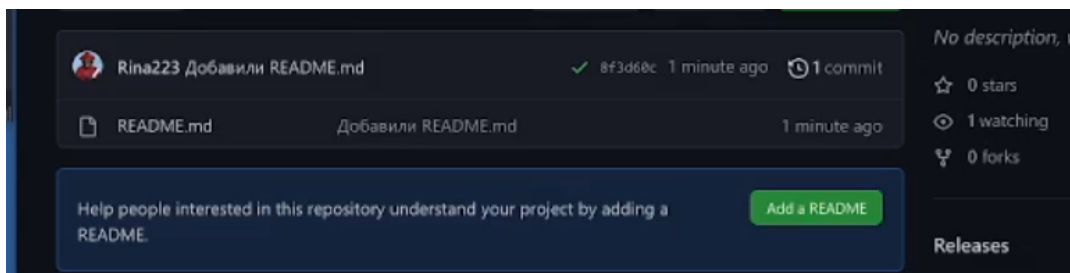 Rina223 Добавили README.md
8f3d60c 1 minute ago 1 commit
README.md Добавили README.md 1 minute ago
Help people interested in this repository understand your project by adding a
README.
Add a README
No description,
0 stars
1 watching
0 forks
Releases